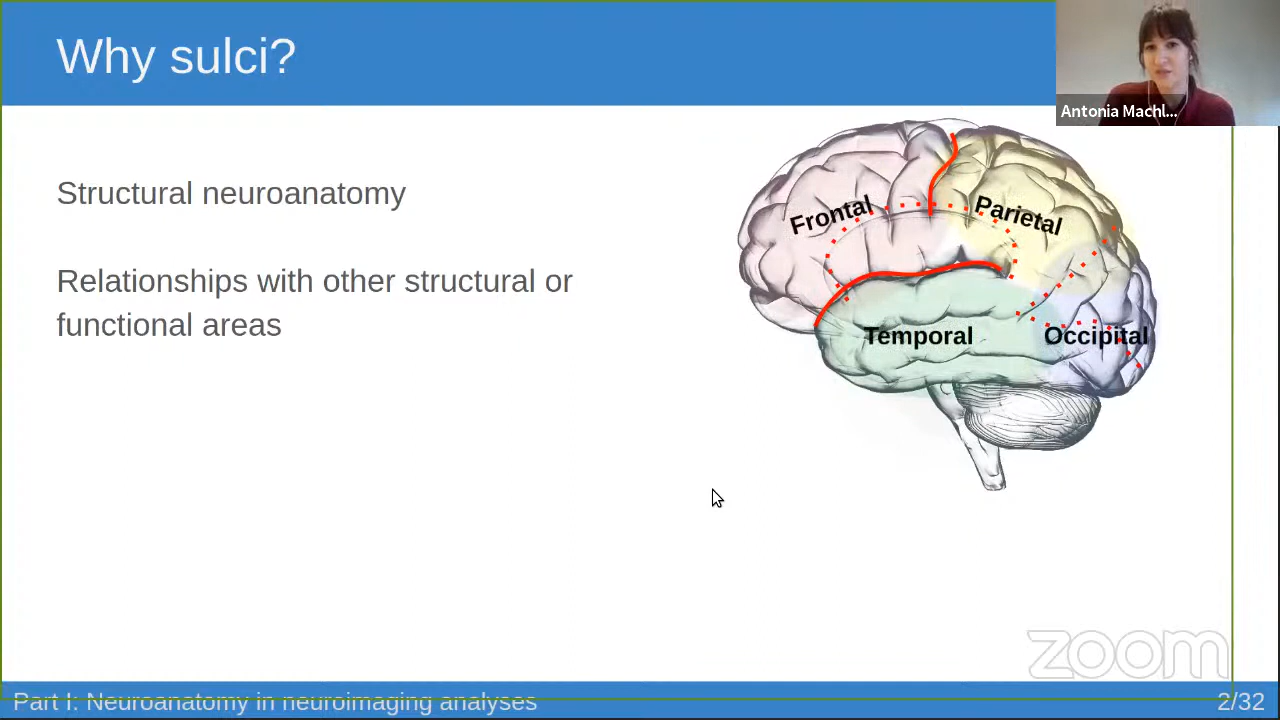 Why sulci?
Antonia Machl...
Structural neuroanatomy
Relationships with other structural or
functional areas
Frontal
Parietal
Temporal
Occipital
zoom
Part I: Neuroanatomy in neuroimaging analyses
2/32